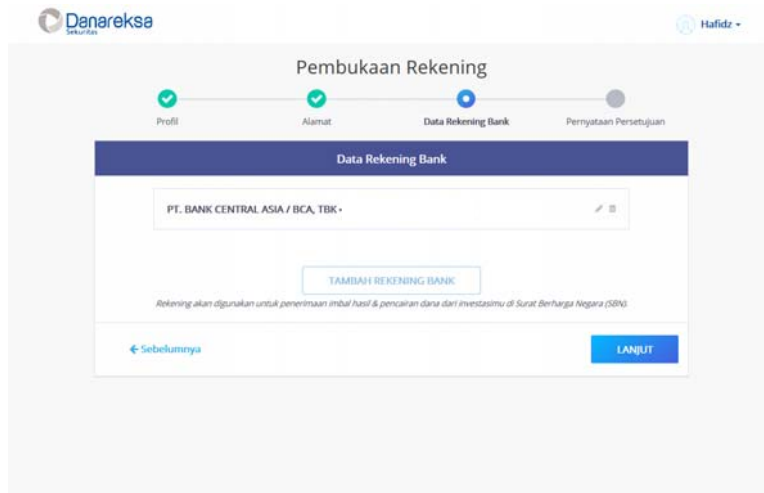 Danareksa
Sekuritas
Hafidz
Pembukaan Rekening
Profil
Alamat
Data Rekening Bank
Pernyataan Persetujuan
Data Rekening Bank
PT. BANK CENTRAL ASIA / BCA, TBK -
TAMBAH REKENING BANK
Rekening akan digunakan untuk penerimaan imbal hasil & pencairan dana dari investasimu di Surat Berharga Negara (SBN).
Sebelumnya
LANJUT